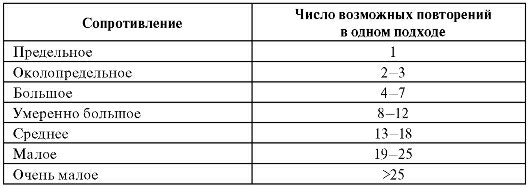 Сопротивление Число возможных повторений
в одном подходе
Предельное 1
Околопредельное 2–3
Большое 4–7
Умеренно большое 8–12
Среднее 13–18
Малое 19–25
Очень малое >25